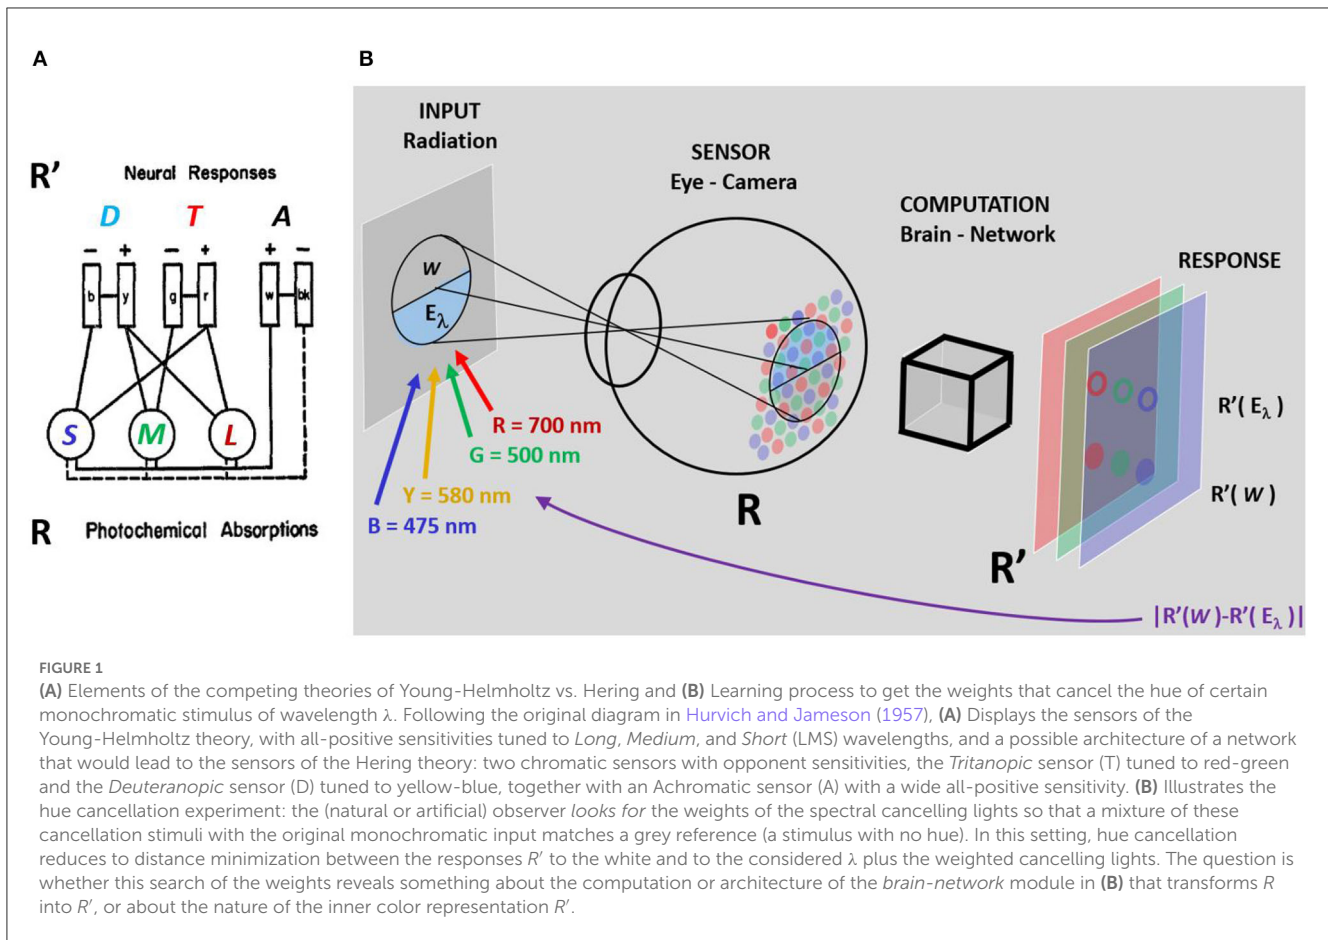 A
B
R'
Neural Responses
D T A
− + − + + −
b y g r w bk
S M L
R Photochemical Absorptions
INPUT
Radiation
W
E_λ
R = 700 nm
G = 500 nm
Y = 580 nm
B = 475 nm
SENSOR
Eye - Camera
R
COMPUTATION
Brain - Network
RESPONSE
R'( E_λ )
R'( W )
R'
|R'(W)-R'( E_λ )|
FIGURE 1
(A) Elements of the competing theories of Young-Helmholtz vs. Hering and (B) Learning process to get the weights that cancel the hue of certain
monochromatic stimulus of wavelength λ. Following the original diagram in Hurvich and Jameson (1957), (A) Displays the sensors of the
Young-Helmholtz theory, with all-positive sensitivities tuned to Long, Medium, and Short (LMS) wavelengths, and a possible architecture of a network
that would lead to the sensors of the Hering theory: two chromatic sensors with opponent sensitivities, the Tritanopic sensor (T) tuned to red-green
and the Deuteranopic sensor (D) tuned to yellow-blue, together with an Achromatic sensor (A) with a wide all-positive sensitivity. (B) Illustrates the
hue cancellation experiment: the (natural or artificial) observer looks for the weights of the spectral cancelling lights so that a mixture of these
cancellation stimuli with the original monochromatic input matches a grey reference (a stimulus with no hue). In this setting, hue cancellation
reduces to distance minimization between the responses R' to the white and to the considered λ plus the weighted cancelling lights. The question is
whether this search of the weights reveals something about the computation or architecture of the brain-network module in (B) that transforms R
into R', or about the nature of the inner color representation R'.